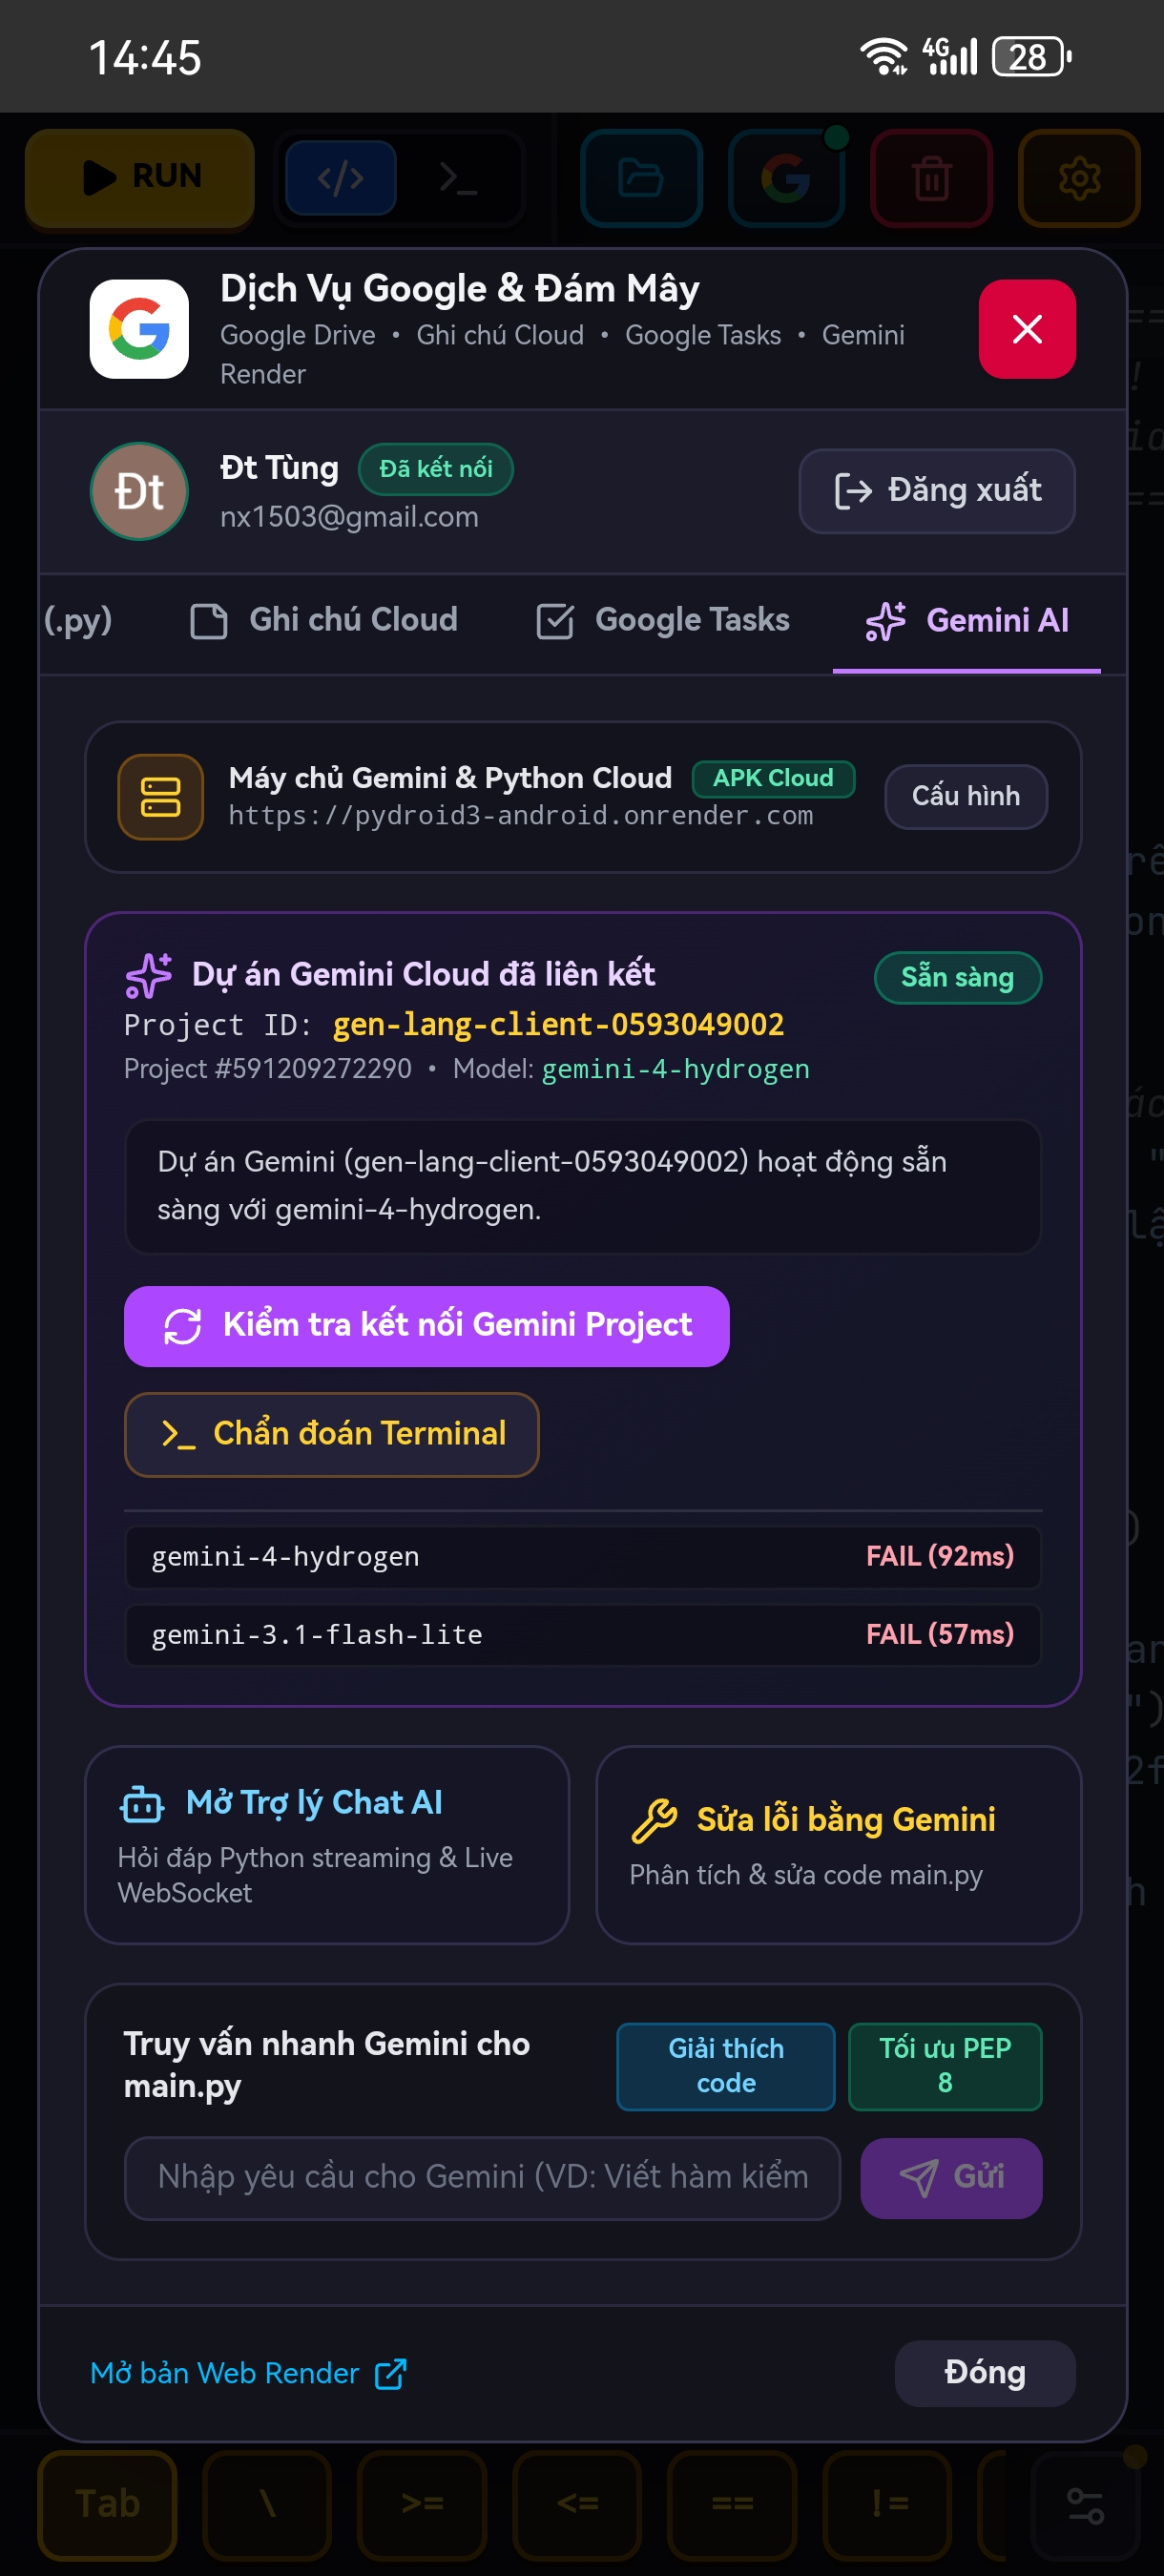 14:45
4G
28
RUN
Dịch Vụ Google & Đám Mây
Google Drive • Ghi chú Cloud • Google Tasks • Gemini
Render
Đt
Đt Tùng
Đã kết nối
nx1503@gmail.com
Đăng xuất
(.py)
Ghi chú Cloud
Google Tasks
Gemini AI
Máy chủ Gemini & Python Cloud
APK Cloud
https://pydroid3-android.onrender.com
Cấu hình
Dự án Gemini Cloud đã liên kết
Sẵn sàng
Project ID: gen-lang-client-0593049002
Project #591209272290 • Model: gemini-4-hydrogen
Dự án Gemini (gen-lang-client-0593049002) hoạt động sẵn
sàng với gemini-4-hydrogen.
Kiểm tra kết nối Gemini Project
Chẩn đoán Terminal
gemini-4-hydrogen
FAIL (92ms)
gemini-3.1-flash-lite
FAIL (57ms)
Mở Trợ lý Chat AI
Hỏi đáp Python streaming & Live
WebSocket
Sửa lỗi bằng Gemini
Phân tích & sửa code main.py
Truy vấn nhanh Gemini cho
main.py
Giải thích
code
Tối ưu PEP
8
Nhập yêu cầu cho Gemini (VD: Viết hàm kiểm
Gửi
Mở bản Web Render
Đóng
Tab
\
>=
<=
==
!=